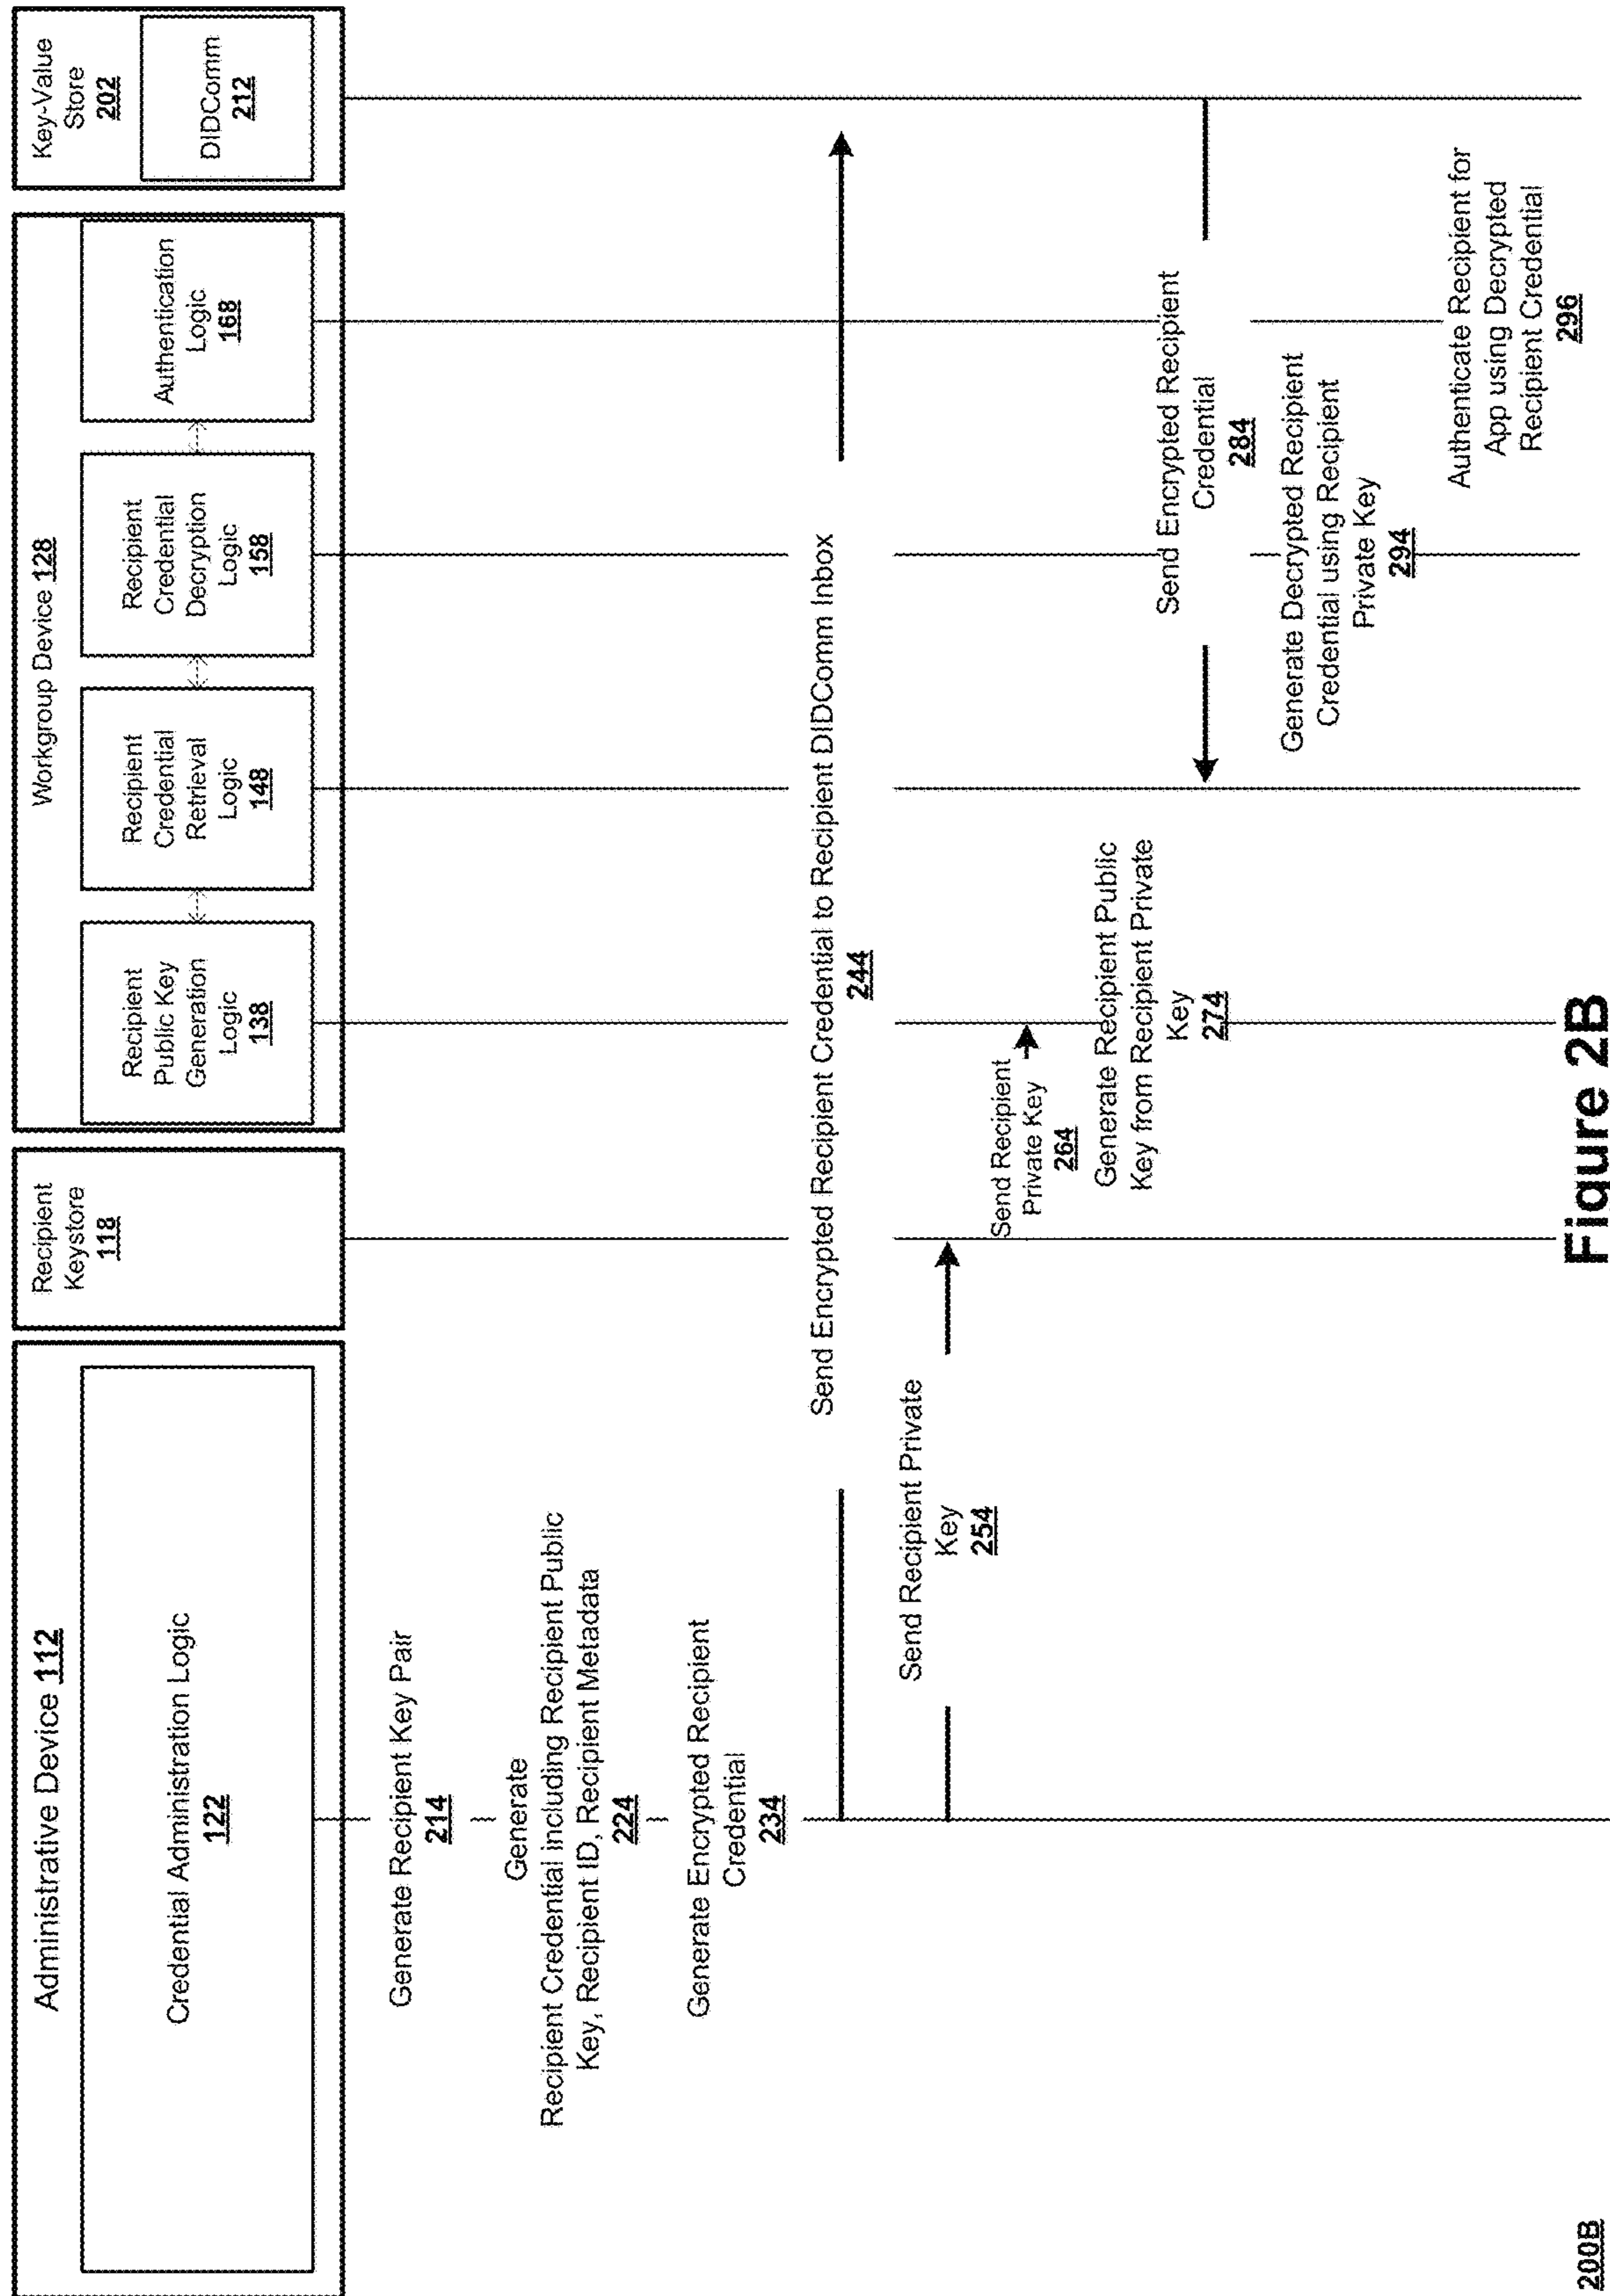 Administrative Device 112
Credential Administration Logic
122
Recipient
Keystore
118
Workgroup Device 128
Recipient
Public Key
Generation
Logic
138
Recipient
Credential
Retrieval
Logic
148
Recipient
Credential
Decryption
Logic
158
Authentication
Logic
168
Key-Value
Store
202
DIDComm
212
Generate Recipient Key Pair
214
Generate
Recipient Credential including Recipient Public
Key, Recipient ID, Recipient Metadata
224
Generate Encrypted Recipient
Credential
234
Send Encrypted Recipient Credential to Recipient DIDComm Inbox
244
Send Recipient Private
Key
254
Send Recipient
Private Key
264
Generate Recipient Public
Key from Recipient Private
Key
274
Send Encrypted Recipient
Credential
284
Generate Decrypted Recipient
Credential using Recipient
Private Key
294
Authenticate Recipient for
App using Decrypted
Recipient Credential
296
200B
Figure 2B